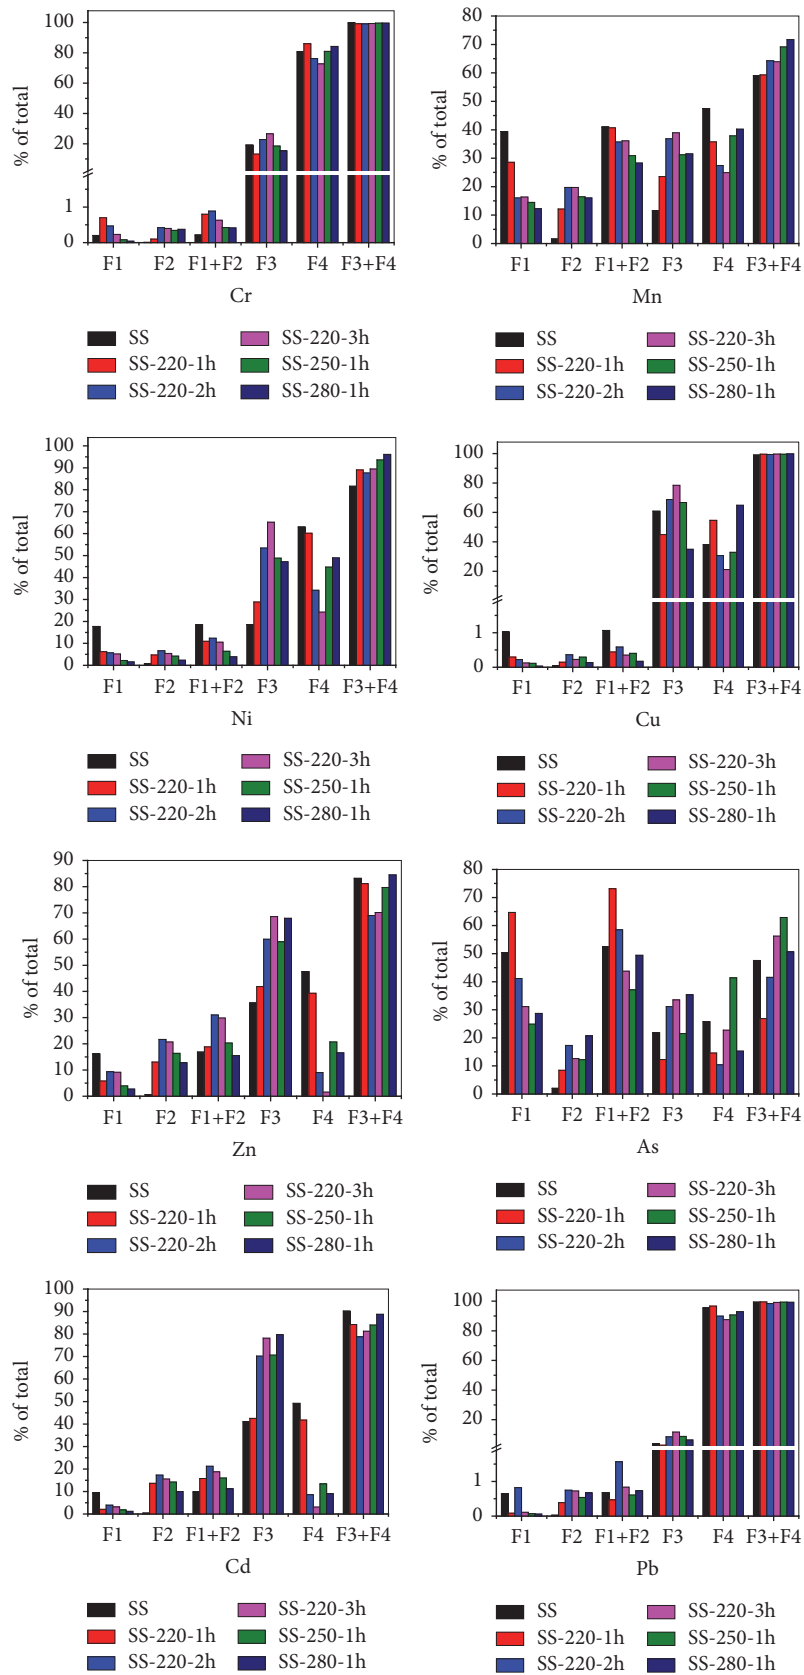 % of total
100
80
60
40
20
1
0
F1 F2 F1+F2 F3 F4 F3+F4
Cr
SS SS-220-3h
SS-220-1h SS-250-1h
SS-220-2h SS-280-1h
% of total
80
70
60
50
40
30
20
10
0
F1 F2 F1+F2 F3 F4 F3+F4
Mn
SS SS-220-3h
SS-220-1h SS-250-1h
SS-220-2h SS-280-1h
% of total
100
90
80
70
60
50
40
30
20
10
0
F1 F2 F1+F2 F3 F4 F3+F4
Ni
SS SS-220-3h
SS-220-1h SS-250-1h
SS-220-2h SS-280-1h
% of total
100
80
60
40
20
1
0
F1 F2 F1+F2 F3 F4 F3+F4
Cu
SS SS-220-3h
SS-220-1h SS-250-1h
SS-220-2h SS-280-1h
% of total
90
80
70
60
50
40
30
20
10
0
F1 F2 F1+F2 F3 F4 F3+F4
Zn
SS SS-220-3h
SS-220-1h SS-250-1h
SS-220-2h SS-280-1h
% of total
80
70
60
50
40
30
20
10
0
F1 F2 F1+F2 F3 F4 F3+F4
As
SS SS-220-3h
SS-220-1h SS-250-1h
SS-220-2h SS-280-1h
% of total
100
90
80
70
60
50
40
30
20
10
0
F1 F2 F1+F2 F3 F4 F3+F4
Cd
SS SS-220-3h
SS-220-1h SS-250-1h
SS-220-2h SS-280-1h
% of total
100
80
60
40
20
1
0
F1 F2 F1+F2 F3 F4 F3+F4
Pb
SS SS-220-3h
SS-220-1h SS-250-1h
SS-220-2h SS-280-1h